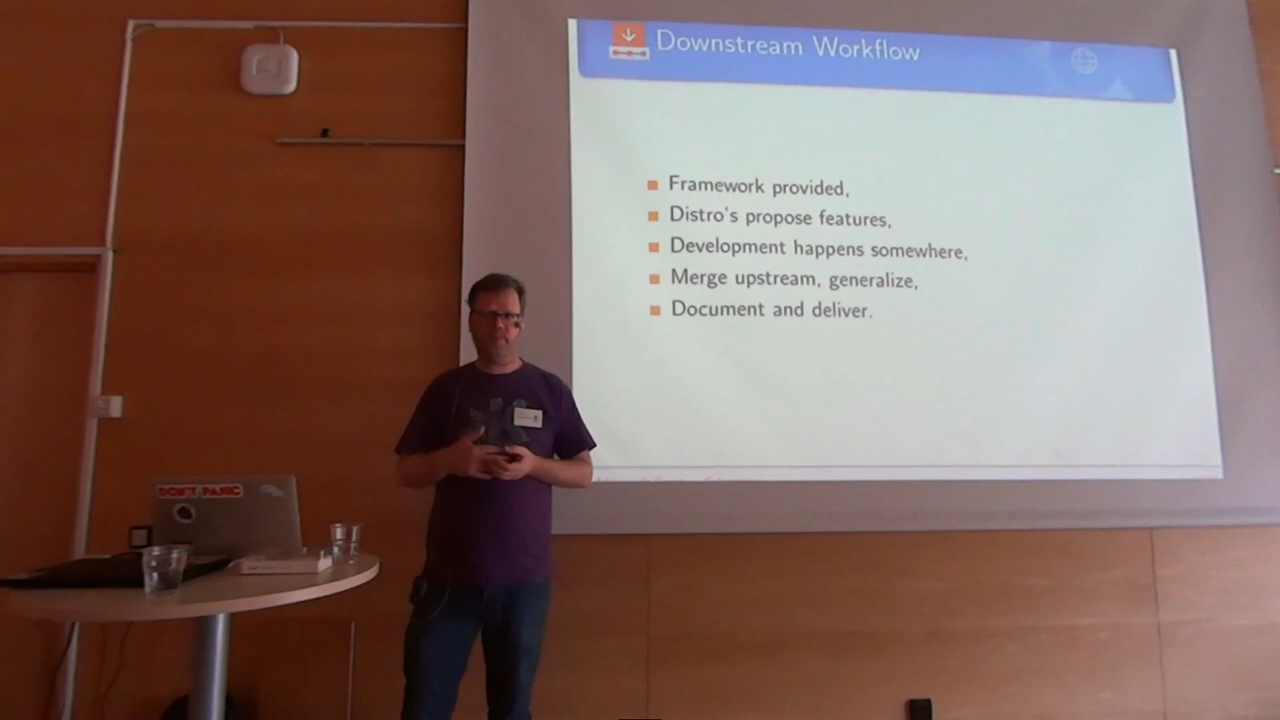 Downstream Workflow
Framework provided,
Distro's propose features,
Development happens somewhere,
Merge upstream, generalize,
Document and deliver.
DON'T PANIC